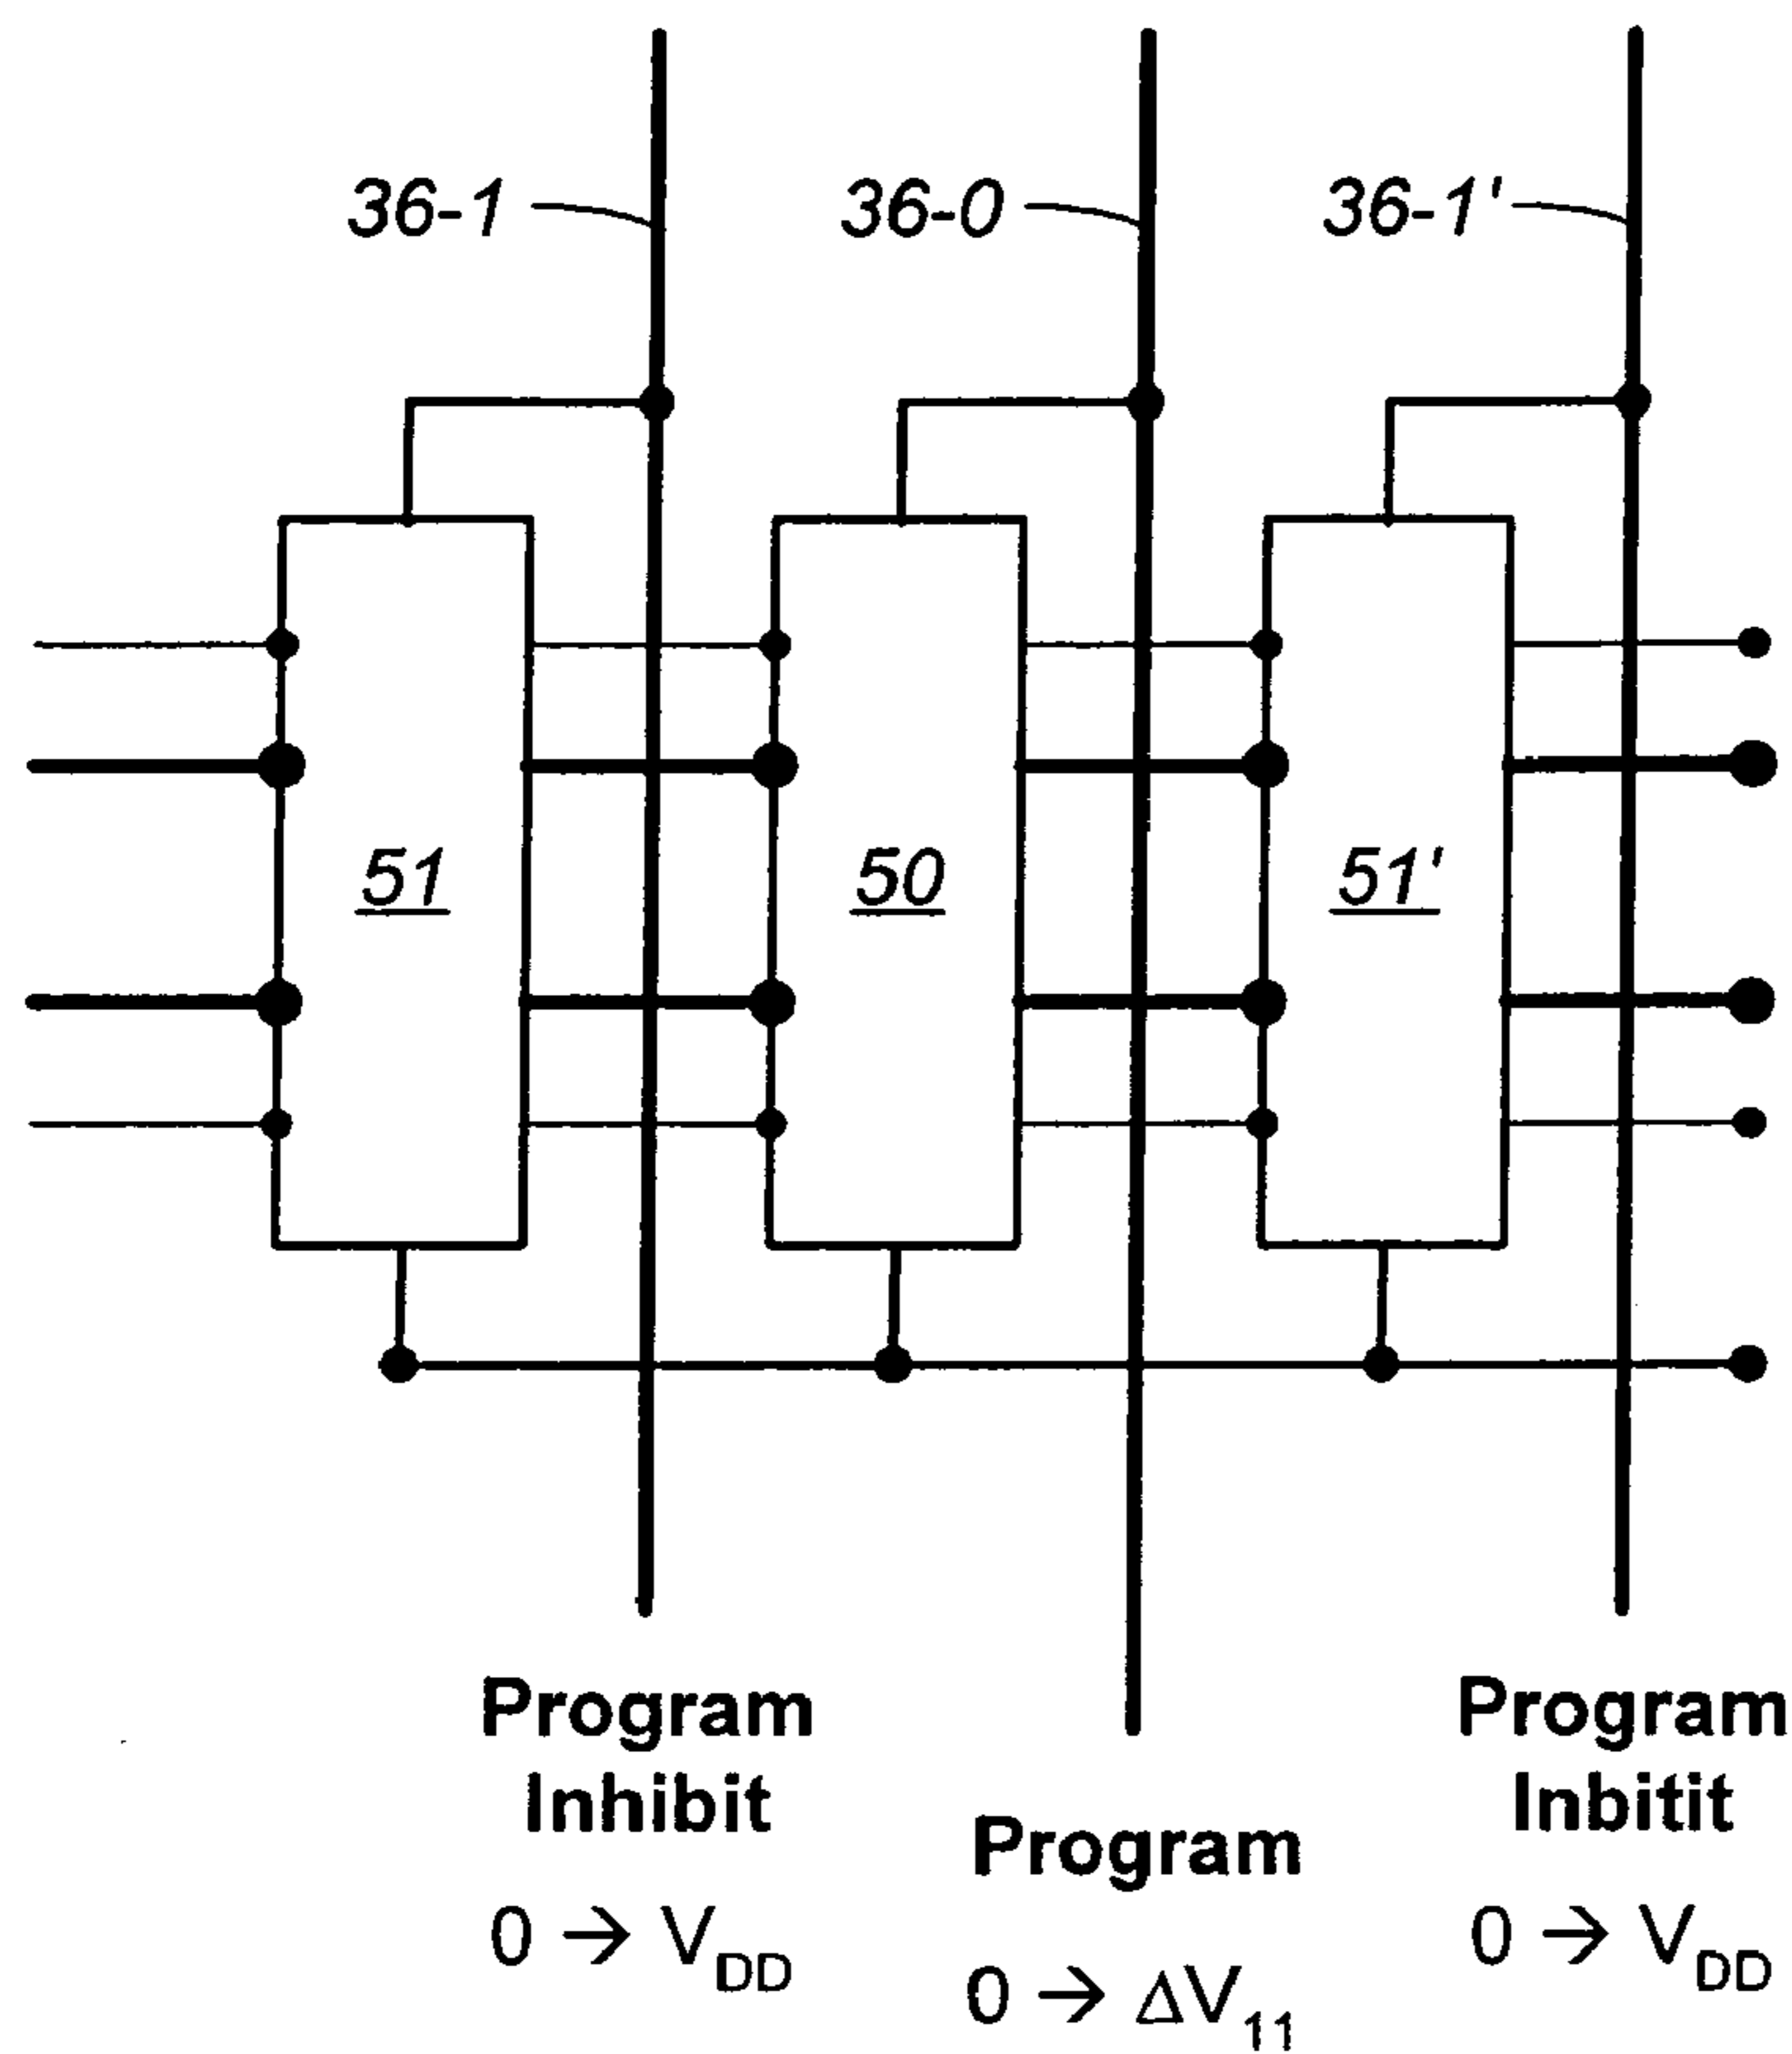 36-1
36-0
36-1'
51
50
51'
Program
Inhibit
0 → VDD
Program
0 → ΔV11
Program
Inbitit
0 → VDD